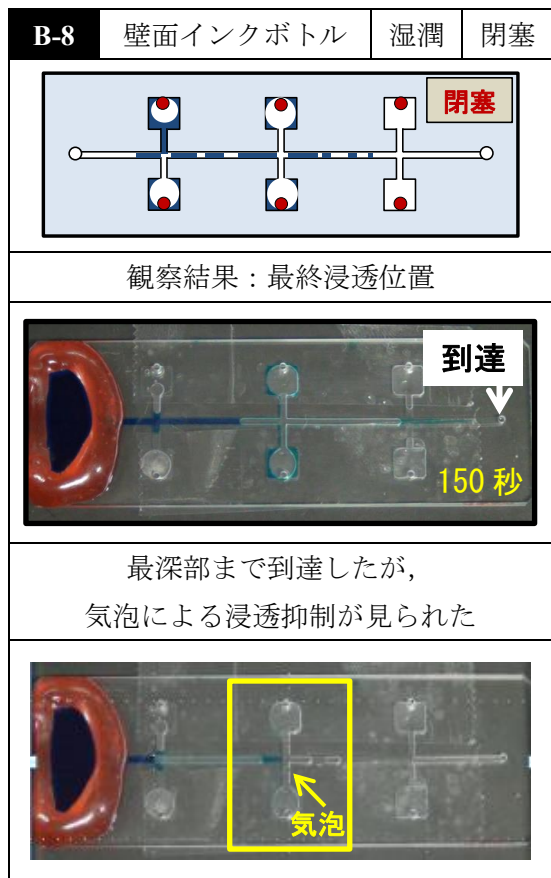 B-8 壁面インクボトル 湿潤 閉塞
閉塞
観察結果：最終浸透位置
到達
150 秒
最深部まで到達したが，
気泡による浸透抑制が見られた
気泡